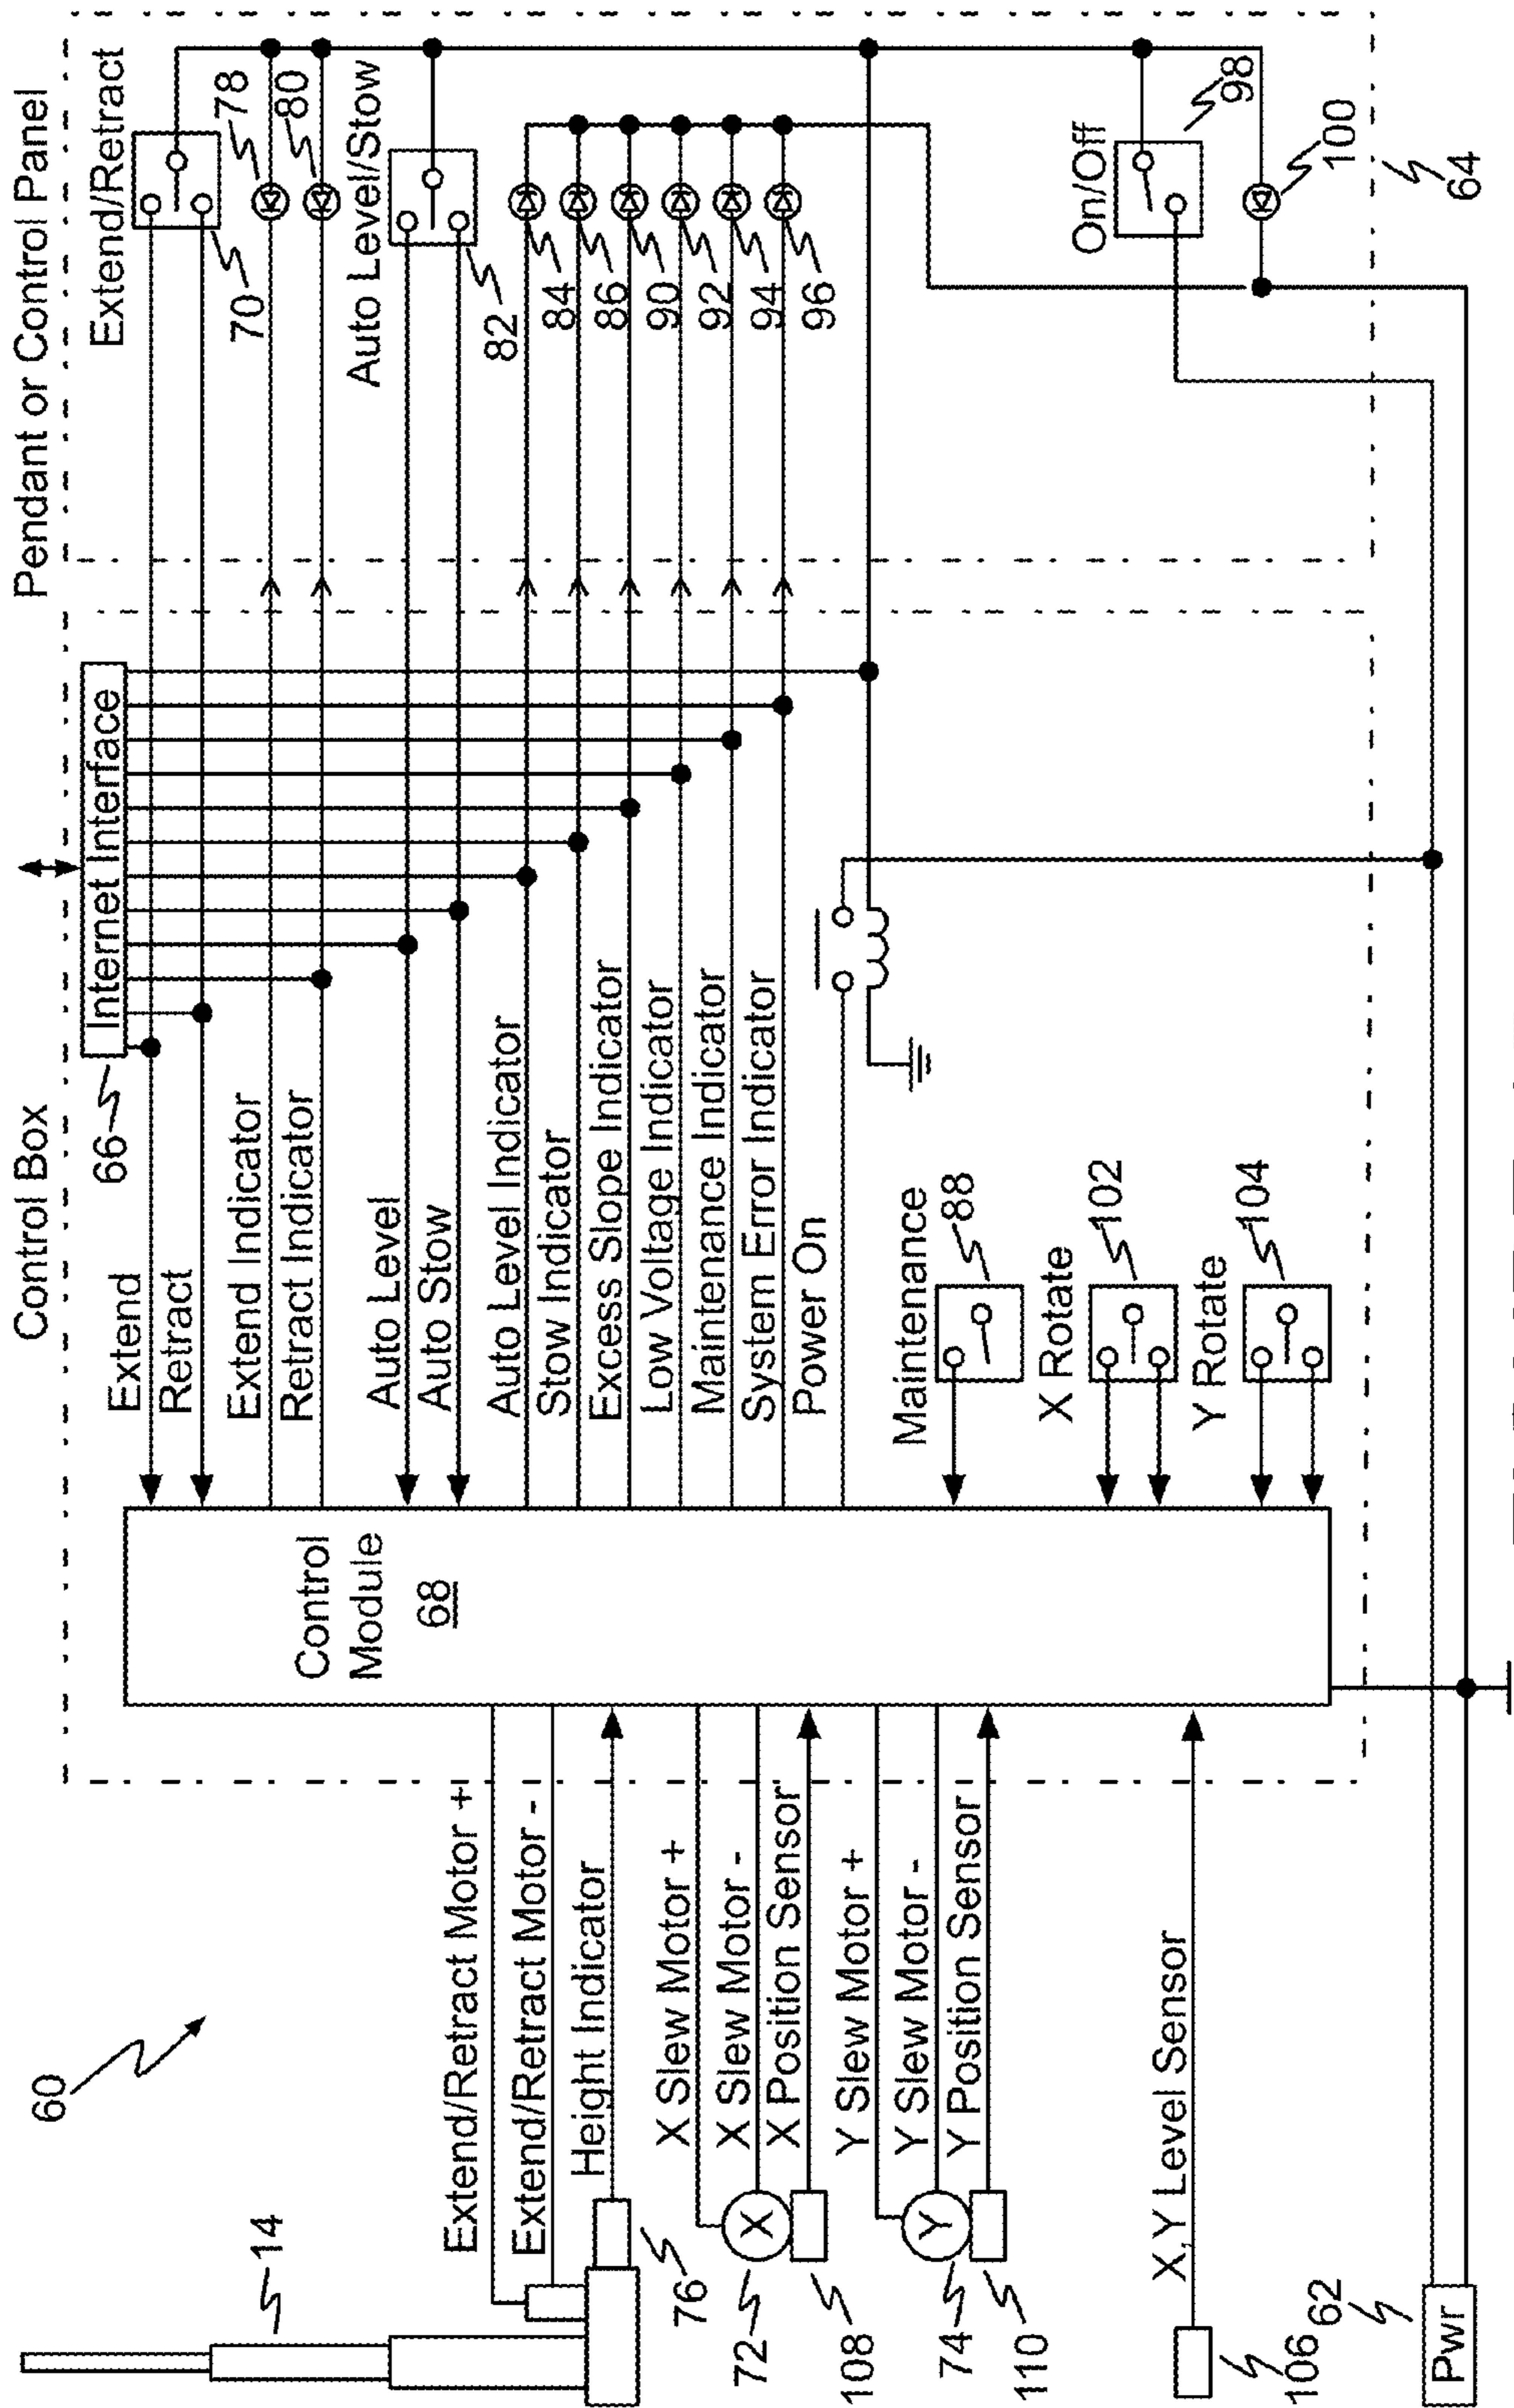 60
14
Extend/Retract Motor +
Extend/Retract Motor -
Height Indicator
76
X Slew Motor +
X Slew Motor -
X Position Sensor
72
108
Y Slew Motor +
Y Slew Motor -
Y Position Sensor
74
110
X,Y Level Sensor
106
62
Pwr
X
Y
Control Box
Control
Module
68
66
Internet Interface
Extend
Retract
Extend Indicator
Retract Indicator
Auto Level
Auto Stow
Auto Level Indicator
Stow Indicator
Excess Slope Indicator
Low Voltage Indicator
Maintenance Indicator
System Error Indicator
Power On
Maintenance
88
X Rotate
102
Y Rotate
104
Pendant or Control Panel
Extend/Retract
70
78
80
Auto Level/Stow
82
84
86
90
92
94
96
On/Off
98
100
64